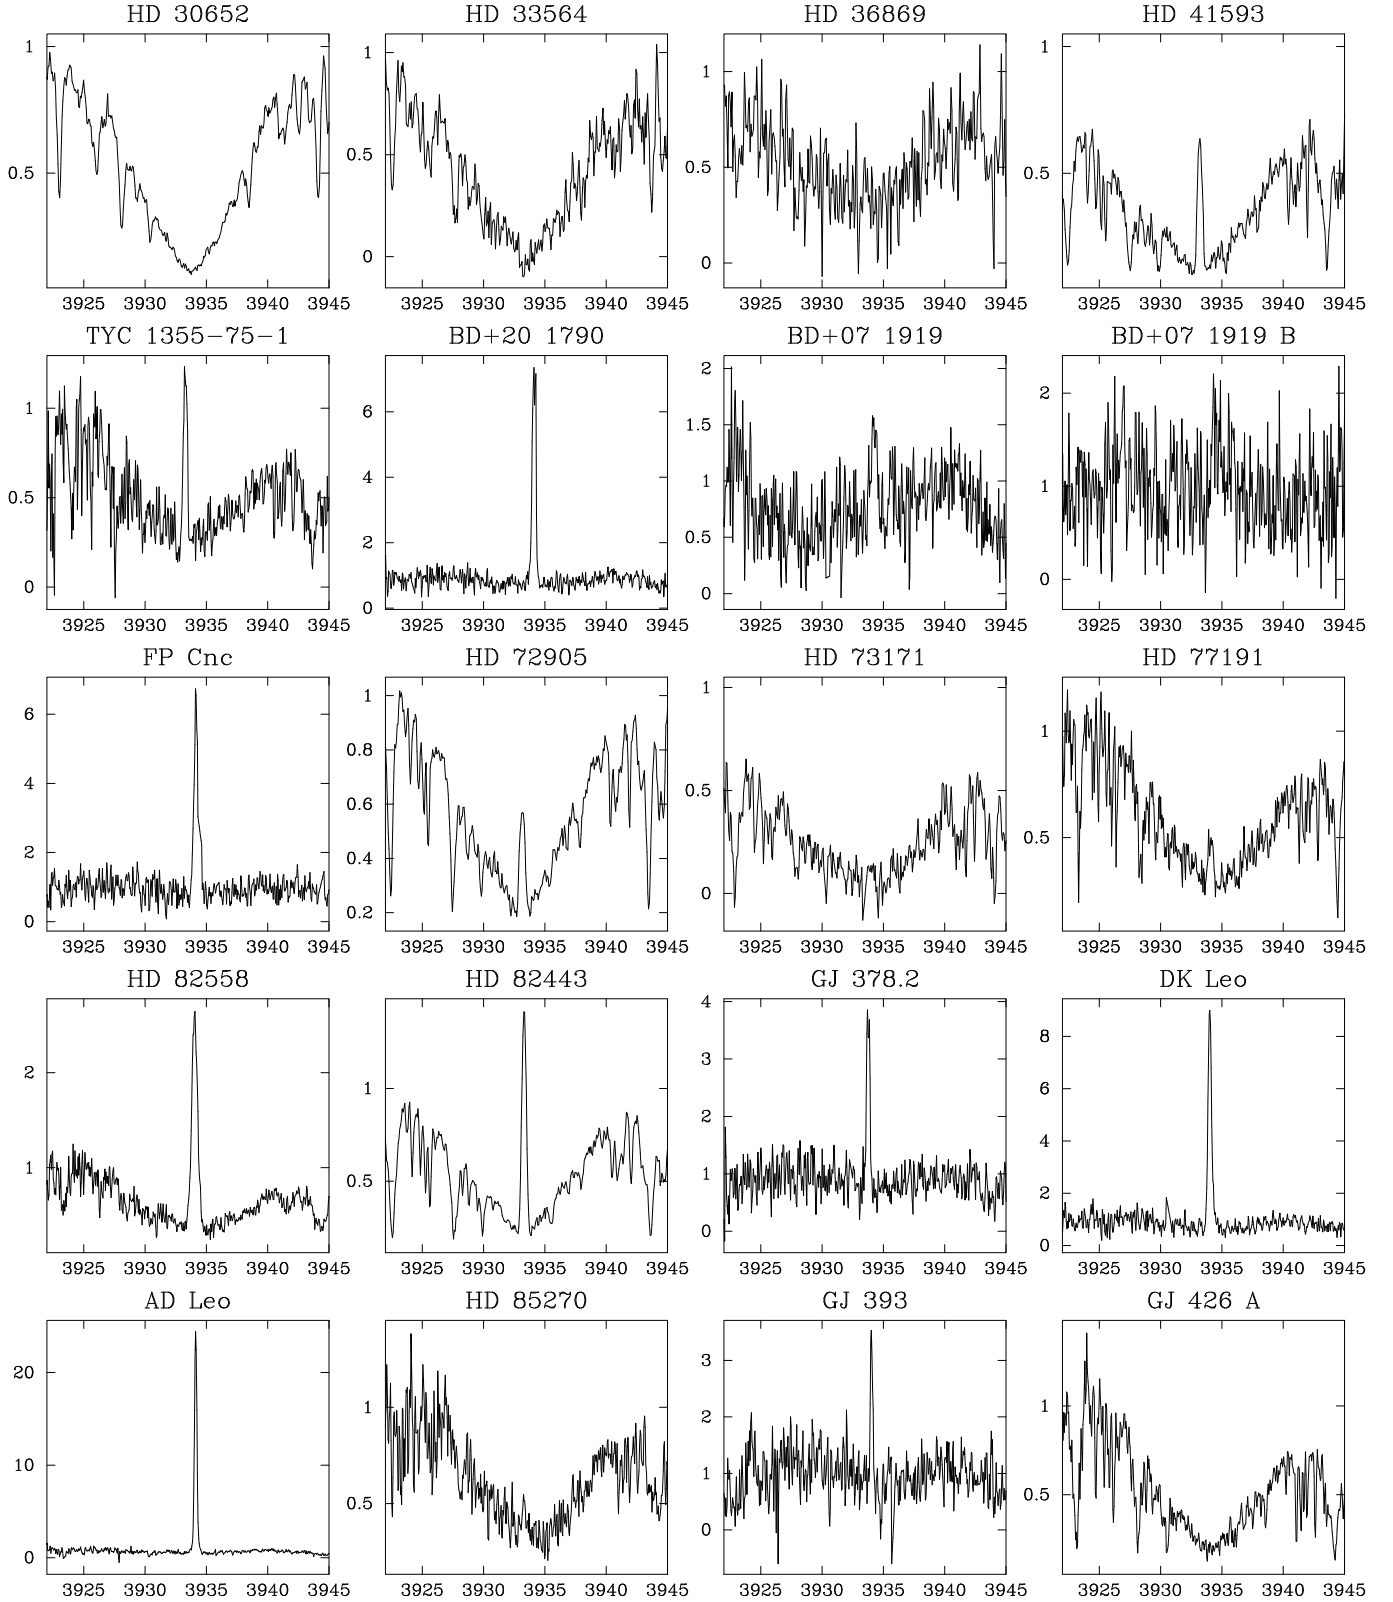 HD 30652 HD 33564 HD 36869 HD 41593
1 1 1 1
0.5 0.5 0.5 0.5
0 0
3925 3930 3935 3940 3945 3925 3930 3935 3940 3945 3925 3930 3935 3940 3945 3925 3930 3935 3940 3945
TYC 1355−75−1 BD+20 1790 BD+07 1919 BD+07 1919 B
1 6 2 2
0.5 4 1.5 1
0 2 1 0
0 0.5
0
3925 3930 3935 3940 3945 3925 3930 3935 3940 3945 3925 3930 3935 3940 3945 3925 3930 3935 3940 3945
FP Cnc HD 72905 HD 73171 HD 77191
6 1 1 1
4 0.8 0.5 0.5
2 0.6 0
0 0.4
0.2
3925 3930 3935 3940 3945 3925 3930 3935 3940 3945 3925 3930 3935 3940 3945 3925 3930 3935 3940 3945
HD 82558 HD 82443 GJ 378.2 DK Leo
2 1 4 8
1 0.5 3 6
2 4
1 2
0 0
3925 3930 3935 3940 3945 3925 3930 3935 3940 3945 3925 3930 3935 3940 3945 3925 3930 3935 3940 3945
AD Leo HD 85270 GJ 393 GJ 426 A
20 1 3 1
10 0.5 2 0.5
0 1
0
3925 3930 3935 3940 3945 3925 3930 3935 3940 3945 3925 3930 3935 3940 3945 3925 3930 3935 3940 3945